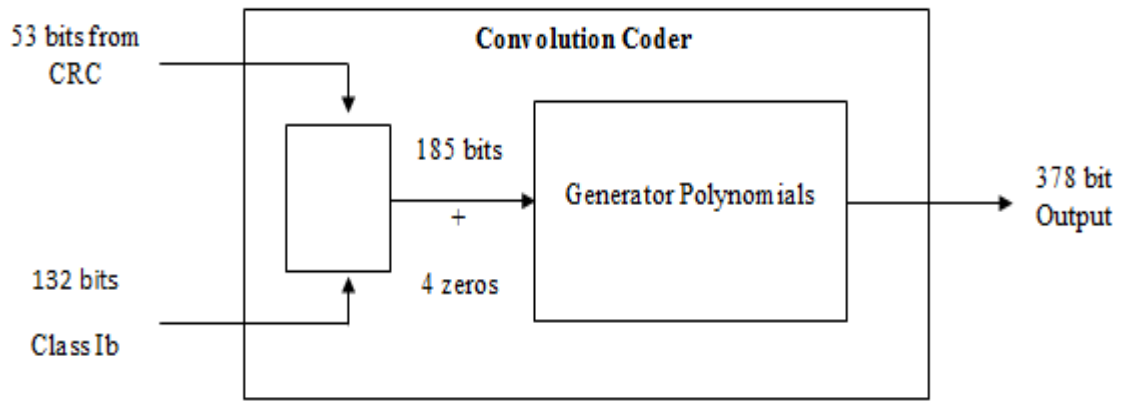 53 bits from
CRC
Convolution Coder
185 bits
+
4 zeros
Generator Polynomials
378 bit
Output
132 bits
Class Ib